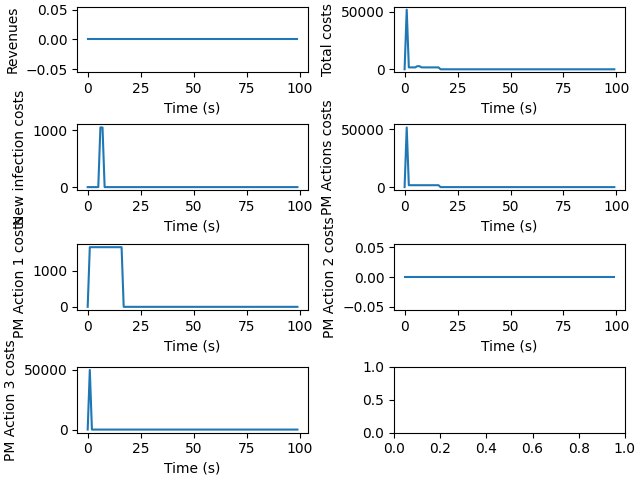 Revenues
0.05
0.00
−0.05
0 25 50 75 100
Time (s)
Total costs
50000
0
0 25 50 75 100
Time (s)
New infection costs
1000
0
0 25 50 75 100
Time (s)
PM Actions costs
50000
0
0 25 50 75 100
Time (s)
PM Action 1 costs
1000
0
0 25 50 75 100
Time (s)
PM Action 2 costs
0.05
0.00
−0.05
0 25 50 75 100
Time (s)
PM Action 3 costs
50000
0
0 25 50 75 100
Time (s)
1.0
0.5
0.0
0.0 0.2 0.4 0.6 0.8 1.0